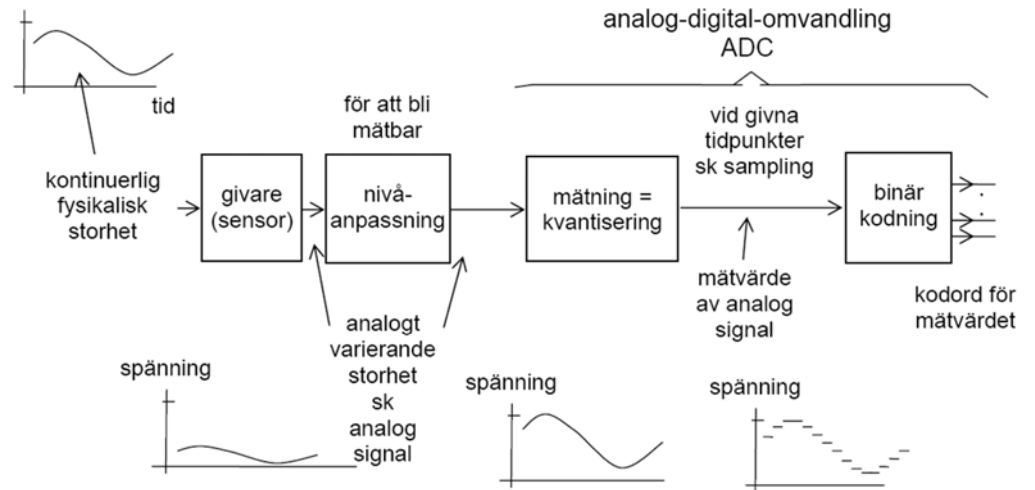 analog-digital-omvandling
ADC
tid
för att bli
mätbar
vid givna
tidpunkter
sk sampling
kontinuerlig
fysikalisk
storhet
givare
(sensor)
nivå-
anpassning
mätning =
kvantisering
binär
kodning
mätvärde
av analog
signal
kodord för
mätvärdet
analogt
varierande
storhet
sk
analog
signal
spänning
spänning
spänning